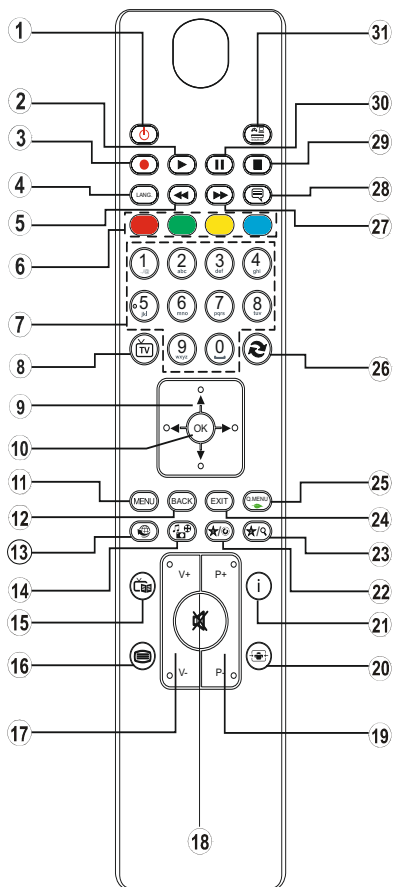 1
31
2
30
3
29
4
LANG.
28
5
27
6
1
.:@
2
abc
3
def
4
ghi
5
jkl
6
mno
7
pqrs
8
tuv
7
8
TV
9
wxyz
0
26
9
OK
10
11
MENU
BACK
EXIT
Q.MENU
25
12
24
13
23
14
22
V+
P+
15
i
21
16
20
17
V-
P-
19
18